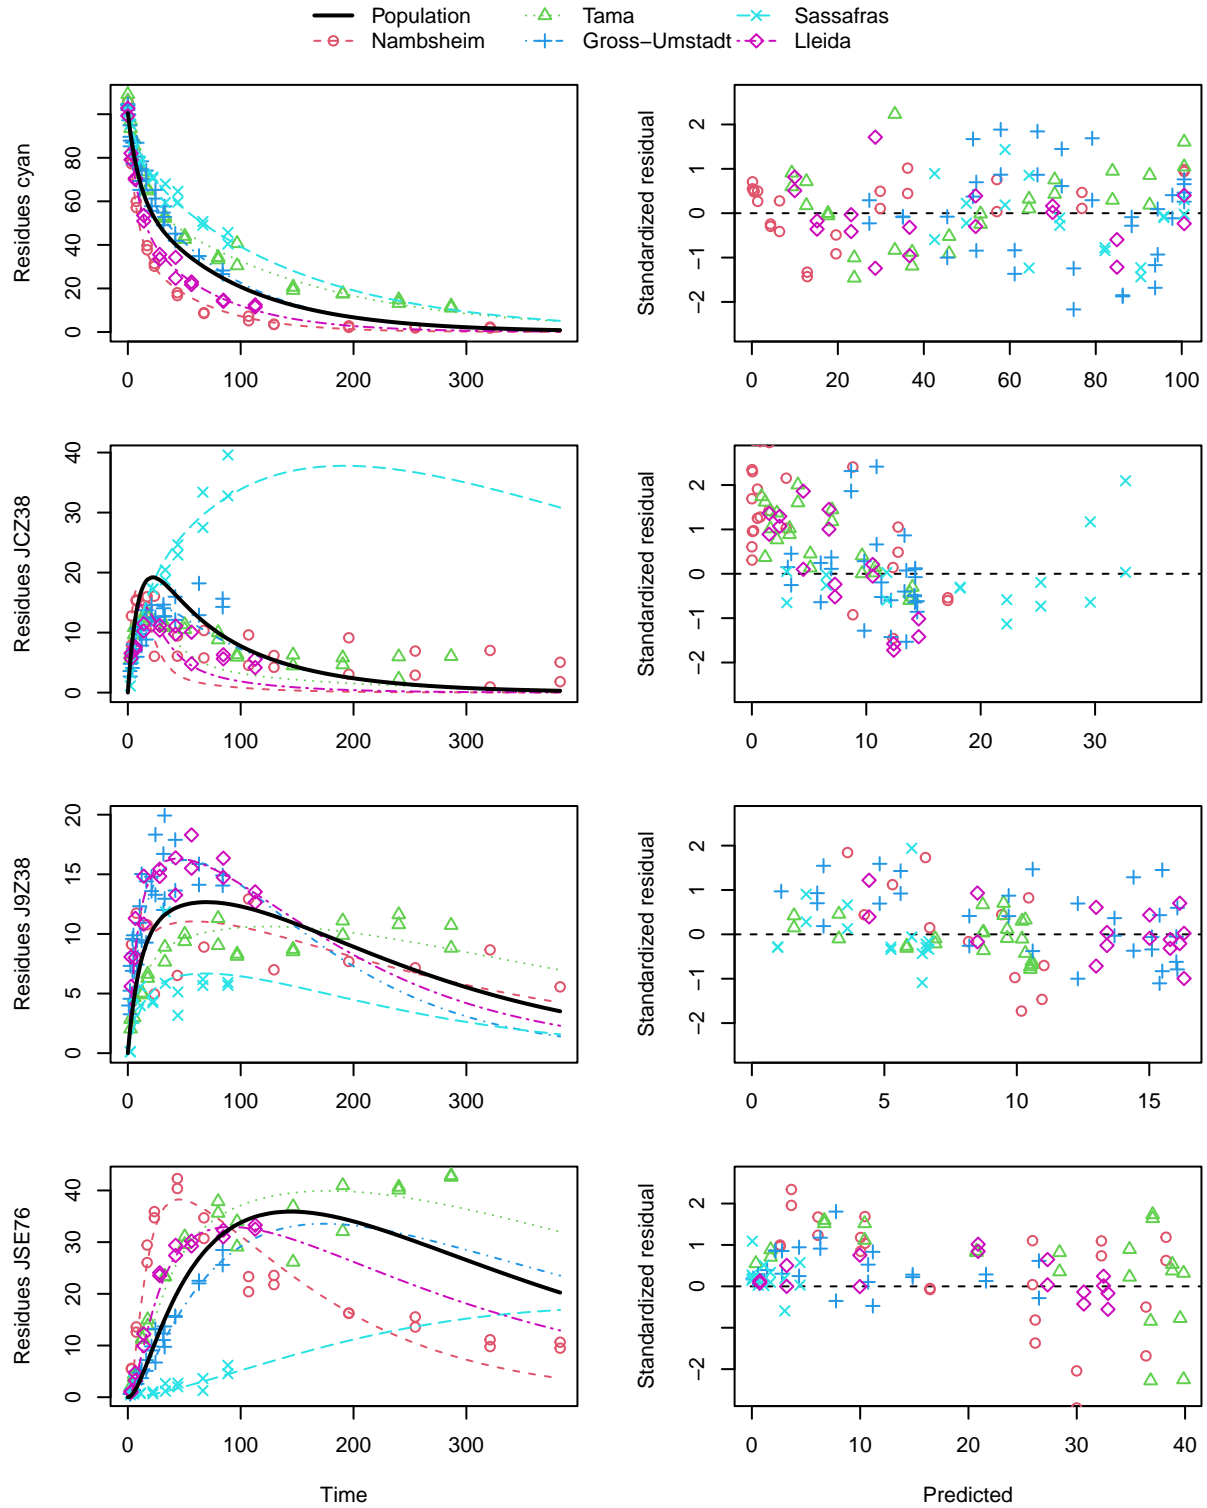 Population Tama Sassafras
Nambsheim Gross−Umstadt Lleida
Residues cyan
0 20 40 60 80
0 100 200 300
Standardized residual
−2 −1 0 1 2
0 20 40 60 80 100
Residues JCZ38
0 10 20 30 40
0 100 200 300
Standardized residual
−2 −1 0 1 2
0 10 20 30
Residues J9Z38
0 5 10 15 20
0 100 200 300
Standardized residual
−2 −1 0 1 2
0 5 10 15
Residues JSE76
0 10 20 30 40
0 100 200 300
Time
Standardized residual
−2 0 1 2
0 10 20 30 40
Predicted